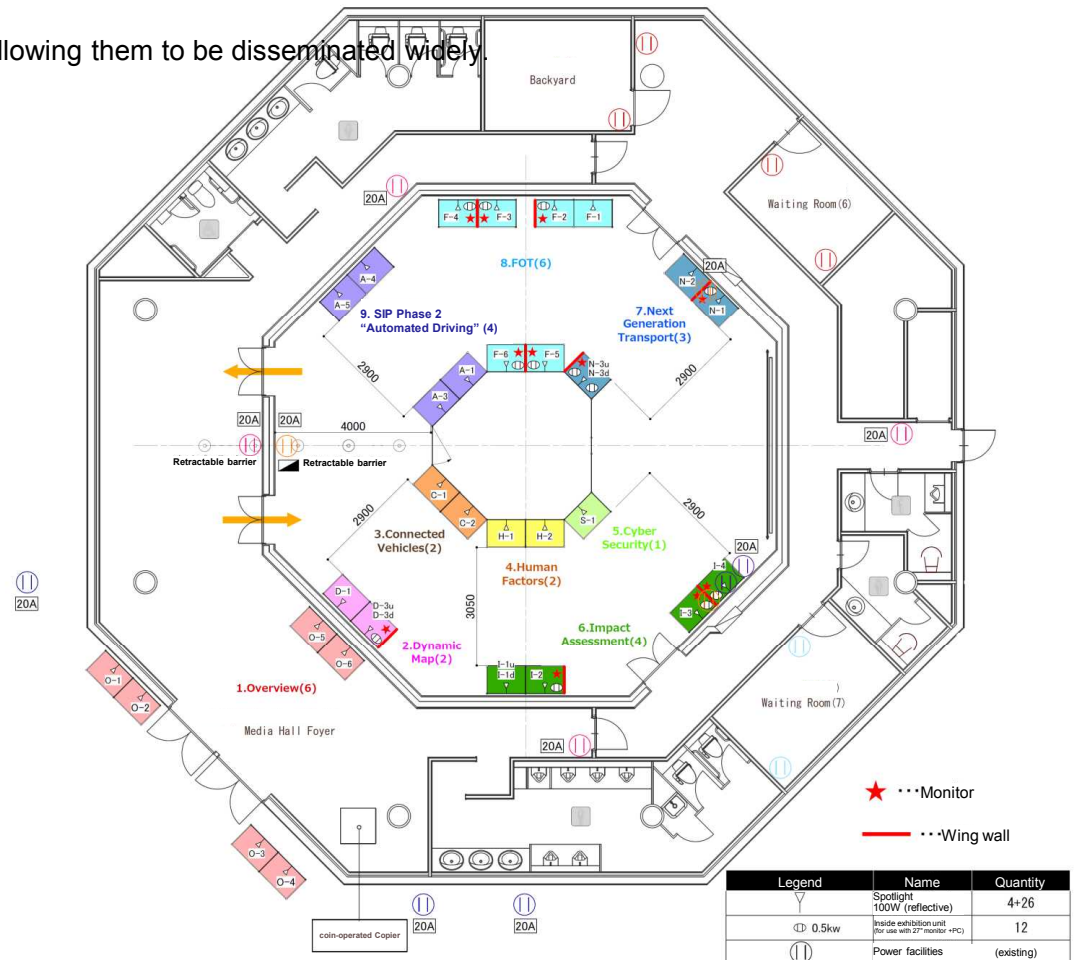 llowing them to be disseminated widely.
Backyard
Waiting Room(6)
20A
F-4
F-3
F-2
F-1
8.FOT(6)
A-4
A-5
20A
N-2
N-1
9. SIP Phase 2
“Automated Driving” (4)
7.Next
Generation
Transport(3)
2900
F-6
F-5
N-3u
N-3d
A-1
A-3
2900
20A
20A
4000
20A
Retractable barrier
Retractable barrier
C-1
C-2
2900
3.Connected
Vehicles(2)
H-1
H-2
S-1
5.Cyber
Security(1)
2900
4.Human
Factors(2)
20A
I-4
I-3
20A
D-1
D-3u
D-3d
3050
O-5
O-6
2.Dynamic
Map(2)
6.Impact
Assessment(4)
O-1
O-2
I-1u
I-1d
I-2
1.Overview(6)
Media Hall Foyer
Waiting Room(7)
)
20A
★ ･･･Monitor
･･･Wing wall
O-3
O-4
20A
20A
coin-operated Copier
Legend Name Quantity
Spotlight
100W (reflective) 4+26
0.5kw Inside exhibition unit
(for use with 27" monitor +PC) 12
Power facilities (existing)